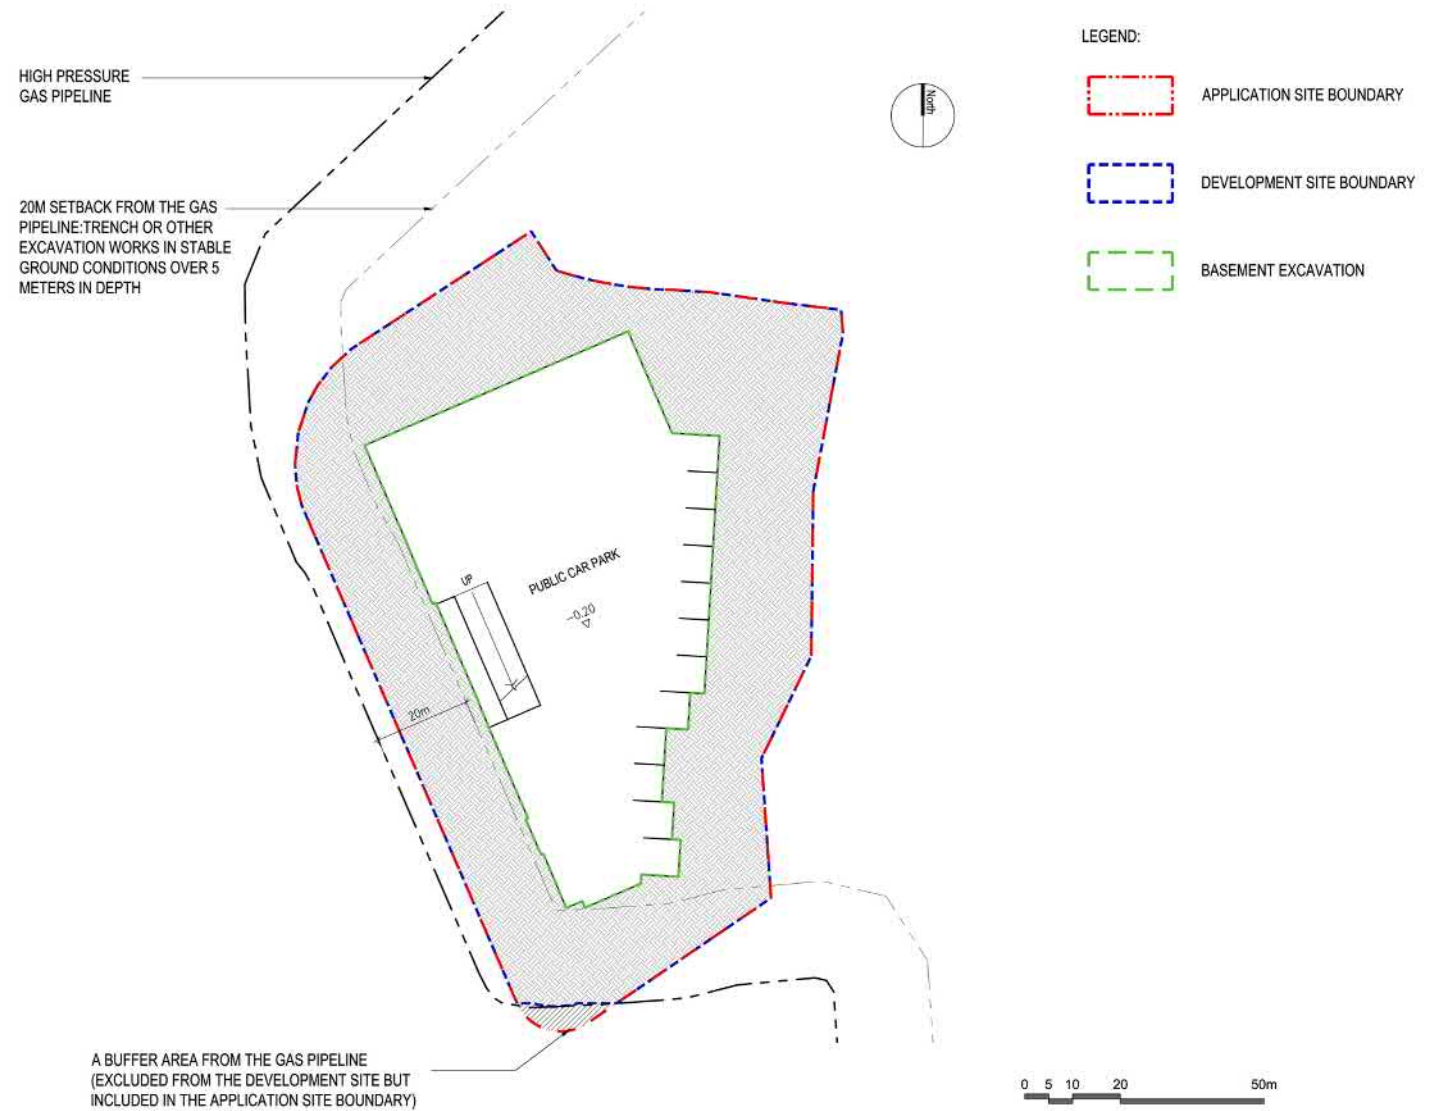 HIGH PRESSURE
GAS PIPELINE
20M SETBACK FROM THE GAS
PIPELINE:TRENCH OR OTHER
EXCAVATION WORKS IN STABLE
GROUND CONDITIONS OVER 5
METERS IN DEPTH
North
LEGEND:
APPLICATION SITE BOUNDARY
DEVELOPMENT SITE BOUNDARY
BASEMENT EXCAVATION
UP
PUBLIC CAR PARK
-0.20
20m
A BUFFER AREA FROM THE GAS PIPELINE
(EXCLUDED FROM THE DEVELOPMENT SITE BUT
INCLUDED IN THE APPLICATION SITE BOUNDARY)
0 5 10 20 50m